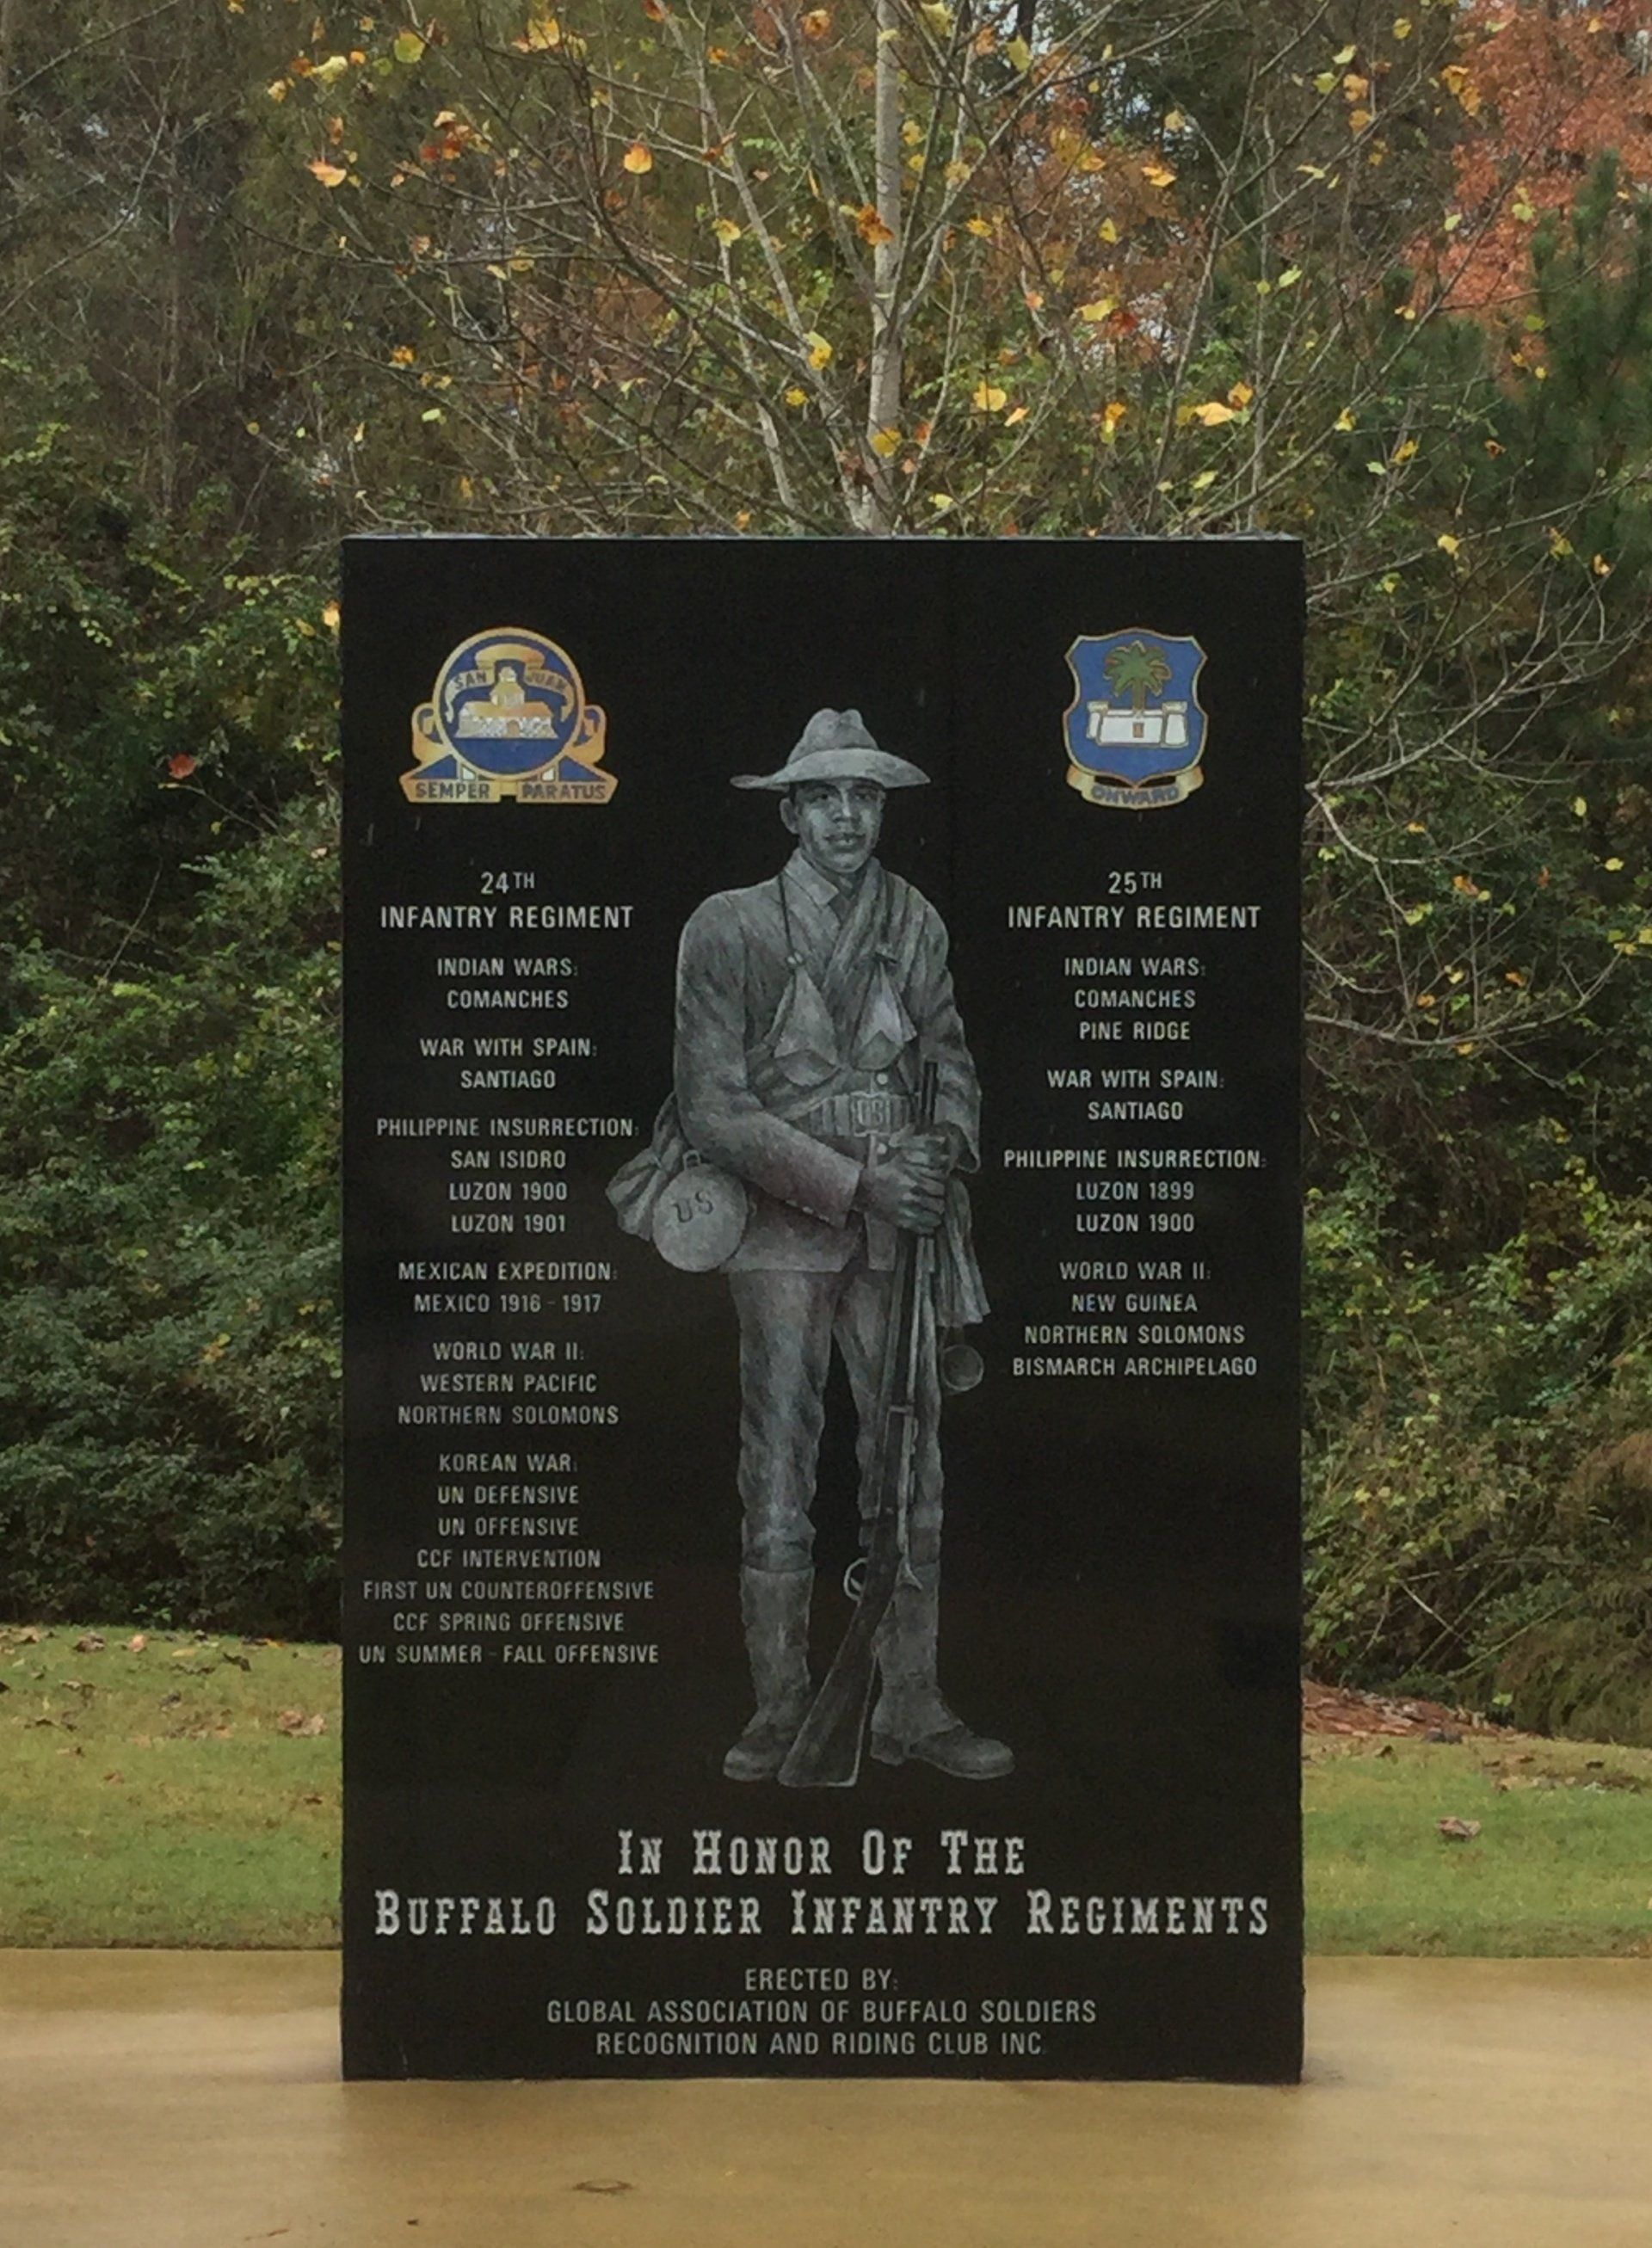 SAN JUAN
SEMPER PARATUS
24TH
INFANTRY REGIMENT
INDIAN WARS:
COMANCHES
WAR WITH SPAIN:
SANTIAGO
PHILIPPINE INSURRECTION:
SAN ISIDRO
LUZON 1900
LUZON 1901
MEXICAN EXPEDITION:
MEXICO 1916 - 1917
WORLD WAR II:
WESTERN PACIFIC
NORTHERN SOLOMONS
KOREAN WAR:
UN DEFENSIVE
UN OFFENSIVE
CCF INTERVENTION
FIRST UN COUNTEROFFENSIVE
CCF SPRING OFFENSIVE
UN SUMMER - FALL OFFENSIVE
US
US
ONWARD
25TH
INFANTRY REGIMENT
INDIAN WARS:
COMANCHES
PINE RIDGE
WAR WITH SPAIN:
SANTIAGO
PHILIPPINE INSURRECTION:
LUZON 1899
LUZON 1900
WORLD WAR II:
NEW GUINEA
NORTHERN SOLOMONS
BISMARCH ARCHIPELAGO
IN HONOR OF THE
BUFFALO SOLDIER INFANTRY REGIMENTS
ERECTED BY:
GLOBAL ASSOCIATION OF BUFFALO SOLDIERS
RECOGNITION AND RIDING CLUB INC